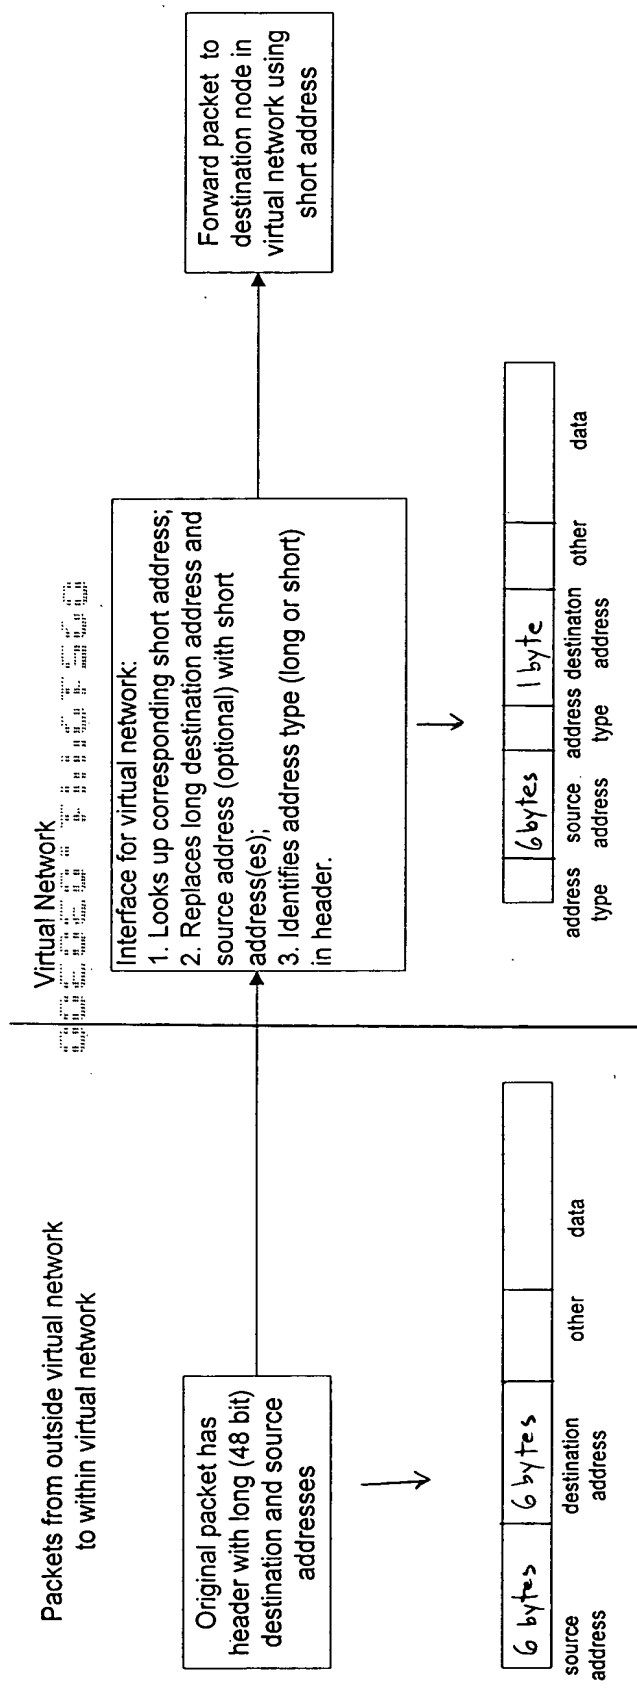 Packets from outside virtual network
to within virtual network
Virtual Network
Original packet has
header with long (48 bit)
destination and source
addresses
Interface for virtual network:
1. Looks up corresponding short address;
2. Replaces long destination address and
source address (optional) with short
address(es);
3. Identifies address type (long or short)
in header.
Forward packet to
destination node in
virtual network using
short address
6 bytes
6 bytes
source
address
destination
address
other
data
6 bytes
1 byte
address
type
source
address
address
type
destinaton
address
other
data